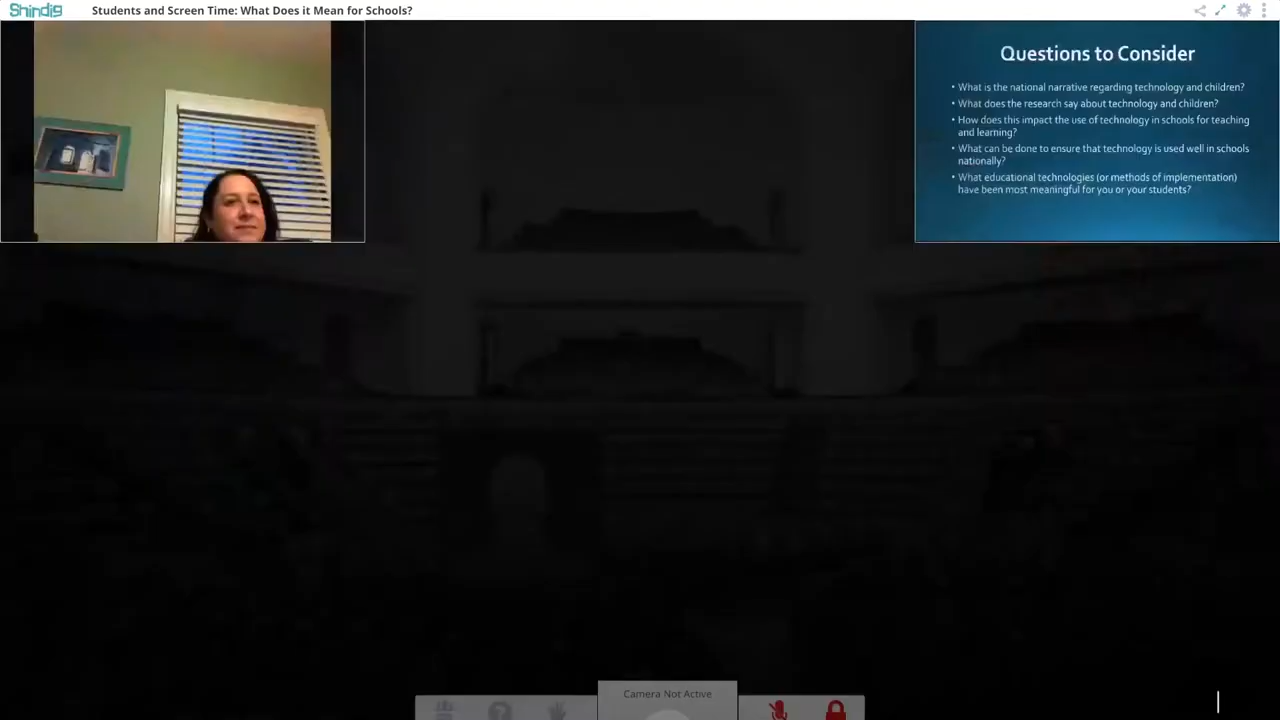 Shindig
Students and Screen Time: What Does it Mean for Schools?
Questions to Consider
• What is the national narrative regarding technology and children?
• What does the research say about technology and children?
• How does this impact the use of technology in schools for teaching
and learning?
• What can be done to ensure that technology is used well in schools
nationally?
• What educational technologies (or methods of implementation)
have been most meaningful for you or your students?
Camera Not Active